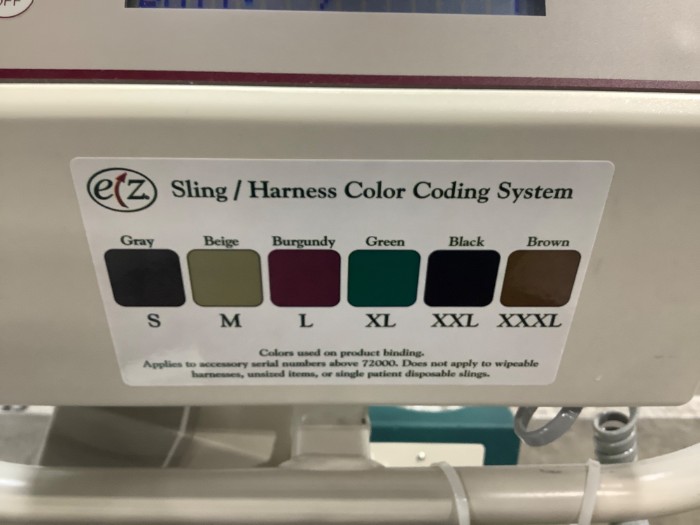 OFF
ez Sling / Harness Color Coding System
Gray Beige Burgundy Green Black Brown
S M L XL XXL XXXL
Colors used on product binding.
Applies to accessory serial numbers above 72000. Does not apply to wipeable
harnesses, unsized items, or single patient disposable slings.